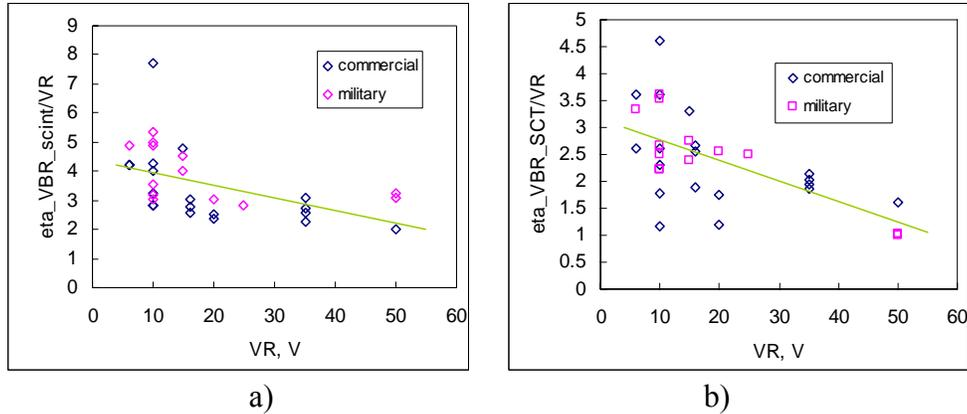 9
8
7
6
5
4
3
2
1
0
eta_VBR_scint/VR
commercial
military
0 10 20 30 40 50 60
VR, V
a)
5
4.5
4
3.5
3
2.5
2
1.5
1
0.5
0
eta_VBR_SCT/VR
commercial
military
0 10 20 30 40 50 60
VR, V
b)